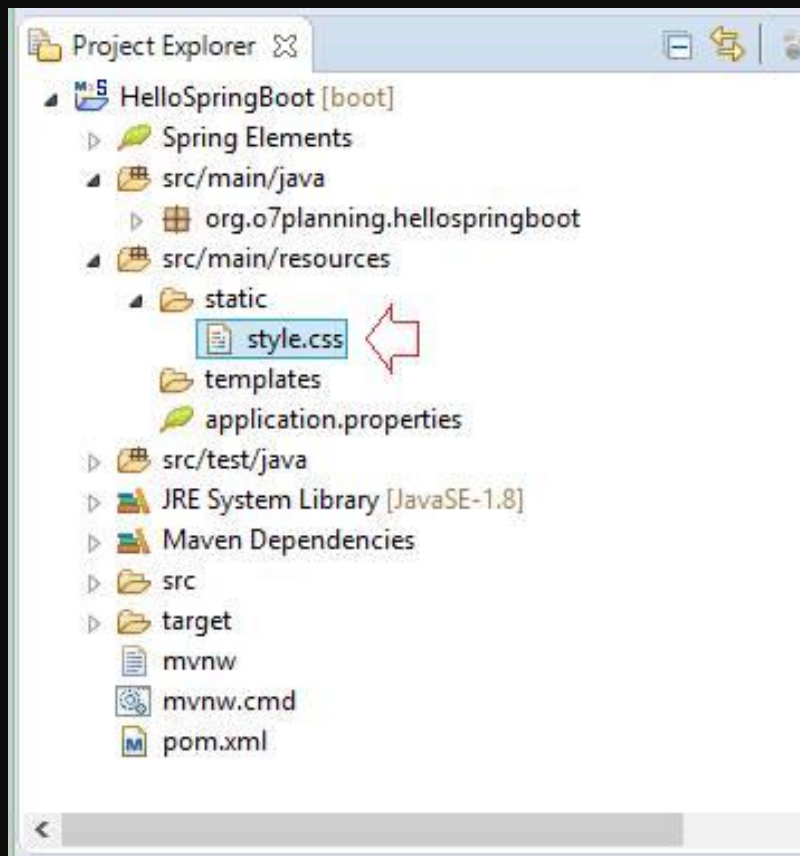 Project Explorer
HelloSpringBoot [boot]
Spring Elements
src/main/java
org.o7planning.hellospringboot
src/main/resources
static
style.css
templates
application.properties
src/test/java
JRE System Library [JavaSE-1.8]
Maven Dependencies
src
target
mvnw
mvnw.cmd
pom.xml